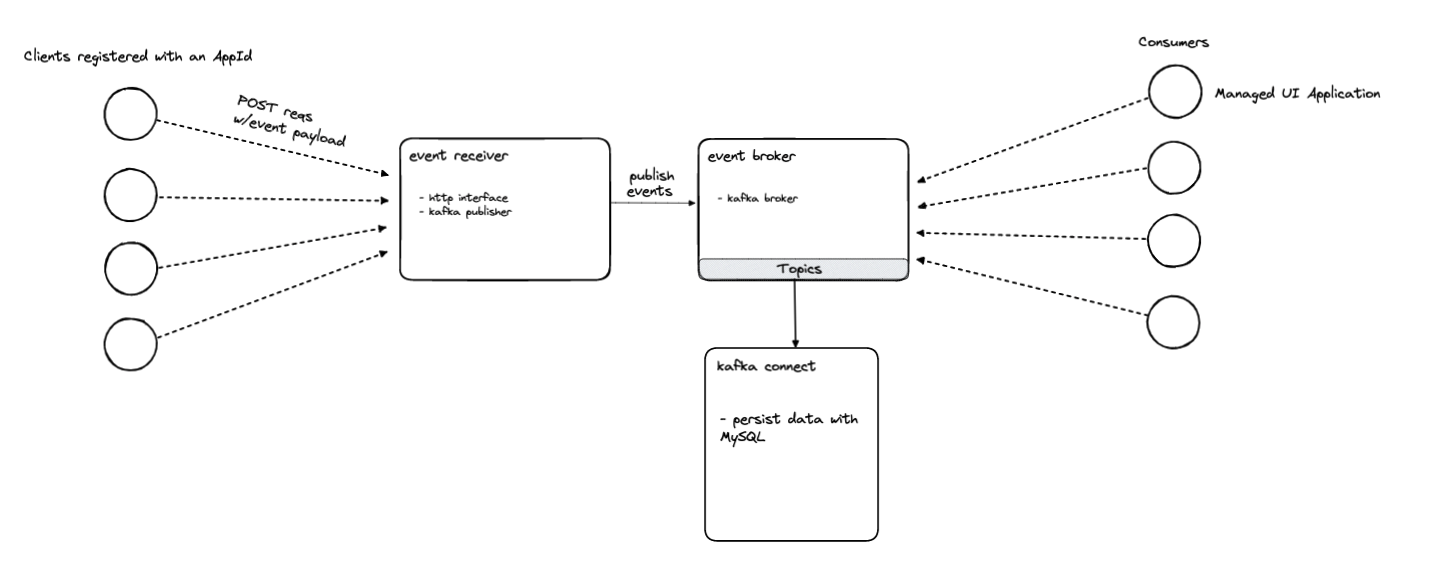 Clients registered with an AppId
POST reqs
w/event payload
event receiver
- http interface
- kafka publisher
publish
events
event broker
- kafka broker
Topics
kafka connect
- persist data with
MySQL
Consumers
Managed UI Application